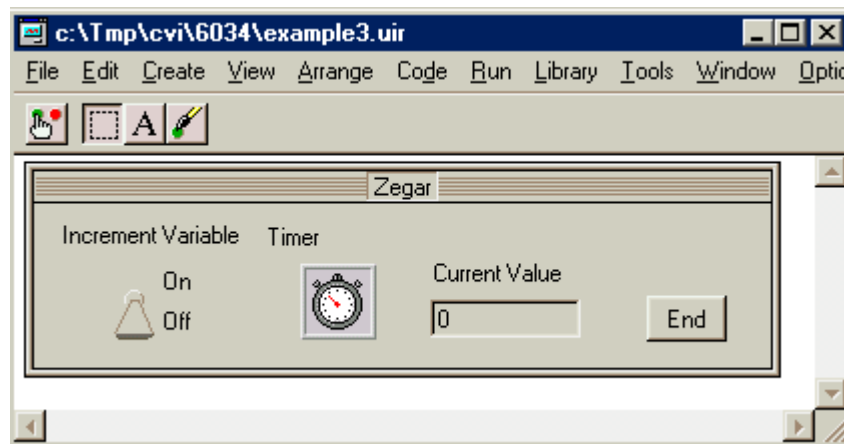 c:\Tmp\cvi\6034\example3.uir
File Edit Create View Arrange Code Run Library Tools Window Optio
A
Zegar
Increment Variable Timer
Current Value
On
Off
0
End